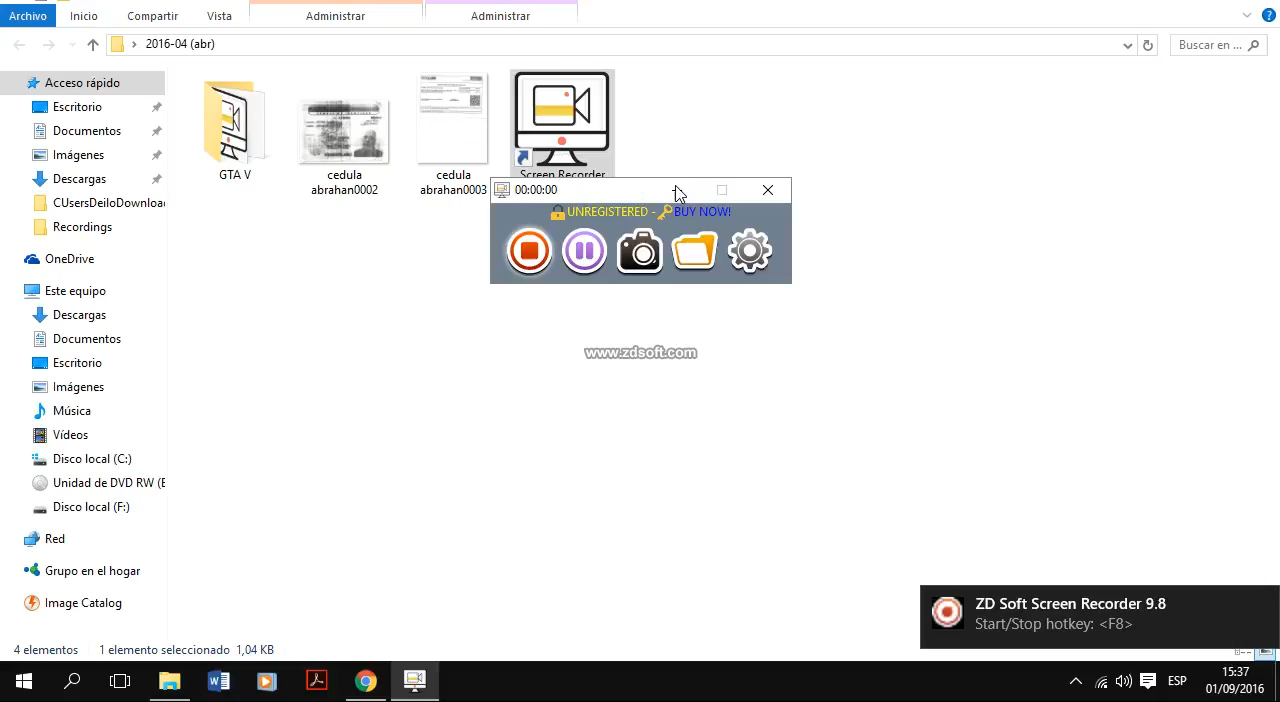 Archivo Inicio Compartir Vista Administrar Administrar
2016-04 (abr)
Buscar en ...
Acceso rápido
Escritorio
Documentos
Imágenes
Descargas
CUsersDeiloDownload
Recordings
OneDrive
Este equipo
Descargas
Documentos
Escritorio
Imágenes
Música
Vídeos
Disco local (C:)
Unidad de DVD RW (E
Disco local (F:)
Red
Grupo en el hogar
Image Catalog
GTA V
cedula
abrahan0002
cedula
abrahan0003
Screen Recorder
00:00:00
UNREGISTERED - BUY NOW!
www.zdsoft.com
ZD Soft Screen Recorder 9.8
Start/Stop hotkey: <F8>
4 elementos 1 elemento seleccionado 1,04 KB
ESP
15:37
01/09/2016